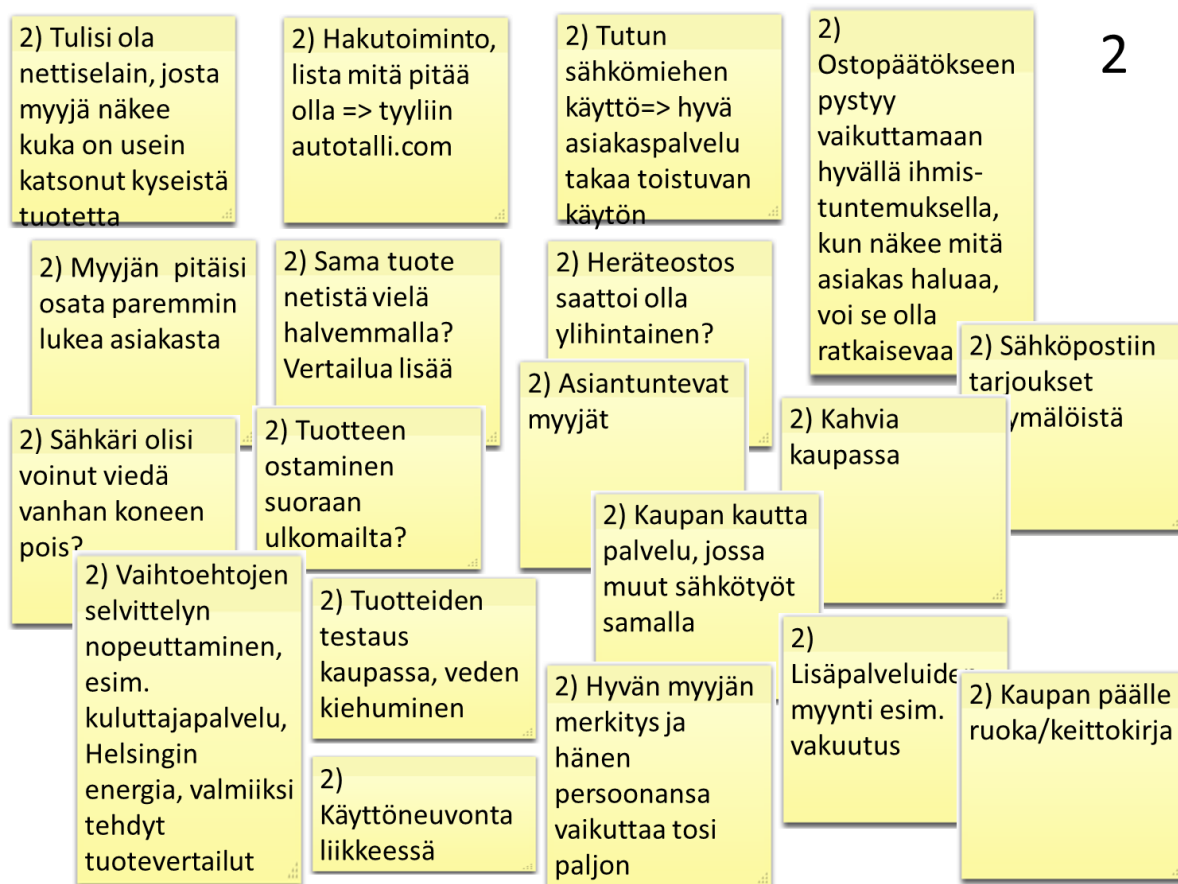 2) Tulisi ola
nettiselain, josta
myyjä näkee
kuka on usein
katsonut kyseistä
tuotetta
2) Hakutoiminto,
lista mitä pitää
olla => tyyliin
autotalli.com
2) Tutun
sähkömiehen
käyttö=> hyvä
asiakaspalvelu
takaa toistuvan
käytön
2)
Ostopäätökseen
pystyy
vaikuttamaan
hyvällä ihmis-
tuntemuksella,
kun näkee mitä
asiakas haluaa,
voi se olla
ratkaisevaa
2
2) Myyjän pitäisi
osata paremmin
lukea asiakasta
2) Sama tuote
netistä vielä
halvemmalla?
Vertailua lisää
2) Heräteostos
saattoi olla
ylihintainen?
2) Sähköpostiin
tarjoukset
ymälöistä
2) Asiantuntevat
myyjät
2) Kahvia
kaupassa
2) Sähkäri olisi
voinut viedä
vanhan koneen
pois?
2) Tuotteen
ostaminen
suoraan
ulkomailta?
2) Kaupan kautta
palvelu, jossa
muut sähkötyöt
samalla
2) Vaihtoehtojen
selvittelyn
nopeuttaminen,
esim.
kuluttajapalvelu,
Helsingin
energia, valmiiksi
tehdyt
tuotevertailut
2) Tuotteiden
testaus
kaupassa, veden
kiehuminen
2)
Käyttöneuvonta
liikkeessä
2) Hyvän myyjän
merkitys ja
hänen
persoonansa
vaikuttaa tosi
paljon
2)
Lisäpalveluiden
myynti esim.
vakuutus
2) Kaupan päälle
ruoka/keittokirja